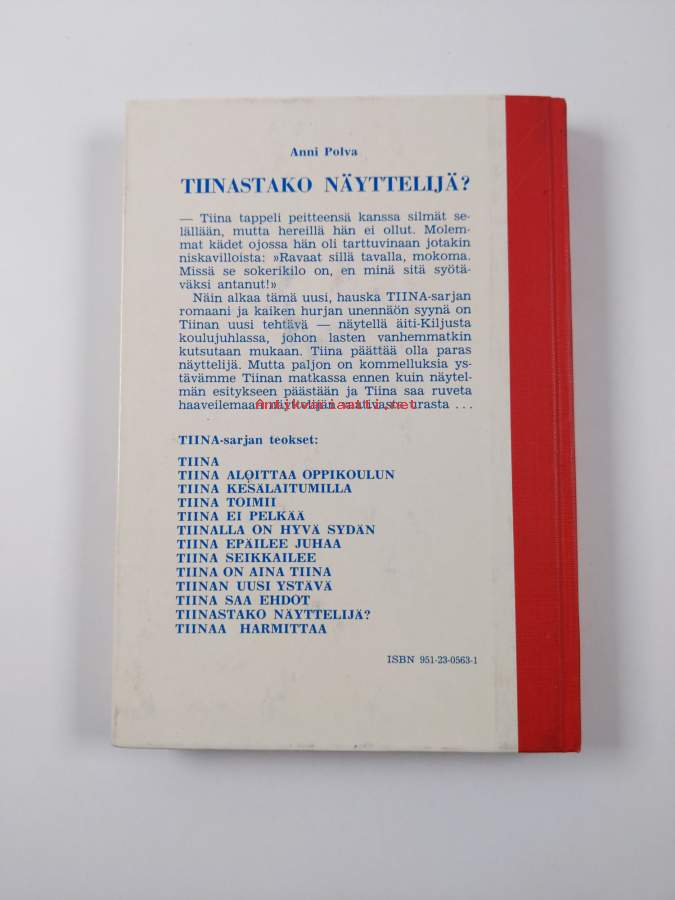 Anni Polva
TIINASTAKO NÄYTTELIJÄ?
— Tiina tappeli peitteensä kanssa silmät se-
lällään, mutta hereillä hän ei ollut. Molem-
mat kädet ojossa hän oli tarttuvinaan jotakin
niskavilloista: »Ravaat sillä tavalla, mokoma.
Missä se sokerikilo on, en minä sitä syötä-
väksi antanut!»
Näin alkaa tämä uusi, hauska TIINA-sarjan
romaani ja kaiken hurjan unennäön syynä on
Tiinan uusi tehtävä — näytellä äiti-Kiljusta
koulujuhlassa, johon lasten vanhemmatkin
kutsutaan mukaan. Tiina päättää olla paras
näyttelijä. Mutta paljon on kommelluksia ys-
tävämme Tiinan matkassa ennen kuin näytel-
män esitykseen päästään ja Tiina saa ruveta
haaveilemaan näyttelijän vaativasta urasta ...
Antikvariaatti.net
TIINA-sarjan teokset:
TIINA
TIINA ALOITTAA OPPIKOULUN
TIINA KESÄLAITUMILLA
TIINA TOIMII
TIINA EI PELKÄÄ
TIINALLA ON HYVÄ SYDÄN
TIINA EPÄILEE JUHAA
TIINA SEIKKAILEE
TIINA ON AINA TIINA
TIINAN UUSI YSTÄVÄ
TIINA SAA EHDOT
TIINASTAKO NÄYTTELIJÄ?
TIINAA HARMITTAA
ISBN 951-23-0563-1